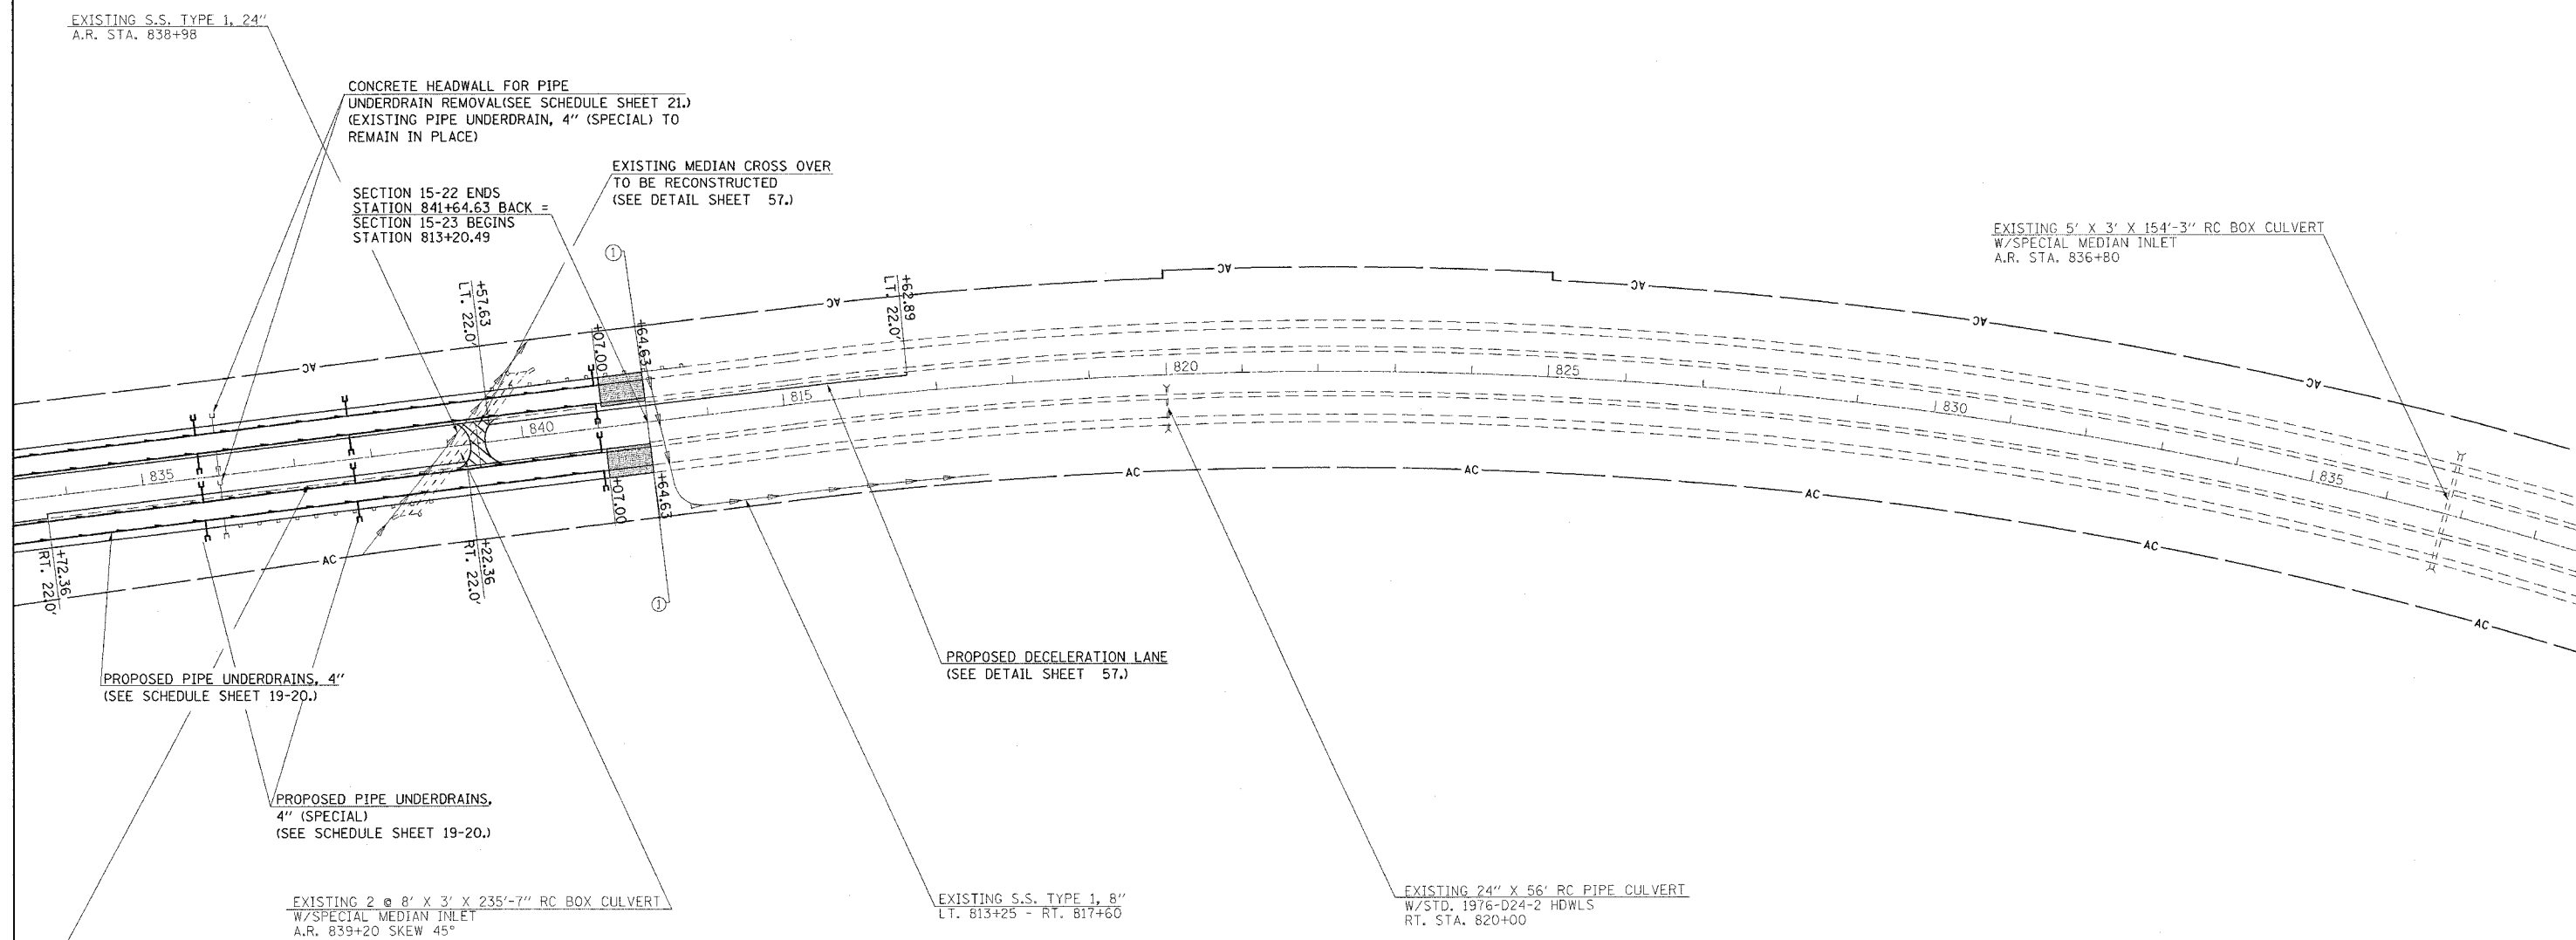 EXISTING S.S. TYPE 1, 24"
A.R. STA. 838+98
CONCRETE HEADWALL FOR PIPE
UNDERDRAIN REMOVAL(SEE SCHEDULE SHEET 21.)
(EXISTING PIPE UNDERDRAIN, 4" (SPECIAL) TO
REMAIN IN PLACE)
EXISTING MEDIAN CROSS OVER
TO BE RECONSTRUCTED
(SEE DETAIL SHEET 57.)
SECTION 15-22 ENDS
STATION 841+64.63 BACK =
SECTION 15-23 BEGINS
STATION 813+20.49
EXISTING 5' X 3' X 154'-3" RC BOX CULVERT
W/SPECIAL MEDIAN INLET
A.R. STA. 836+80
1
+57.63
LT. 22.0'
+07.00
+64.63
+62.89
LT. 22.0'
AC
AC
AC
AC
AC
AC
835
840
815
820
825
830
835
AC
AC
AC
AC
AC
AC
+72.36
RT. 22.0'
+22.36
RT. 22.0'
+07.00
+64.63
1
PROPOSED DECELERATION LANE
(SEE DETAIL SHEET 57.)
PROPOSED PIPE UNDERDRAINS, 4"
(SEE SCHEDULE SHEET 19-20.)
PROPOSED PIPE UNDERDRAINS,
4" (SPECIAL)
(SEE SCHEDULE SHEET 19-20.)
EXISTING 2 @ 8' X 3' X 235'-7" RC BOX CULVERT
W/SPECIAL MEDIAN INLET
A.R. 839+20 SKEW 45°
EXISTING S.S. TYPE 1, 8"
LT. 813+25 - RT. 817+60
EXISTING 24" X 56' RC PIPE CULVERT
W/STD. 1976-D24-2 HDWLS
RT. STA. 820+00